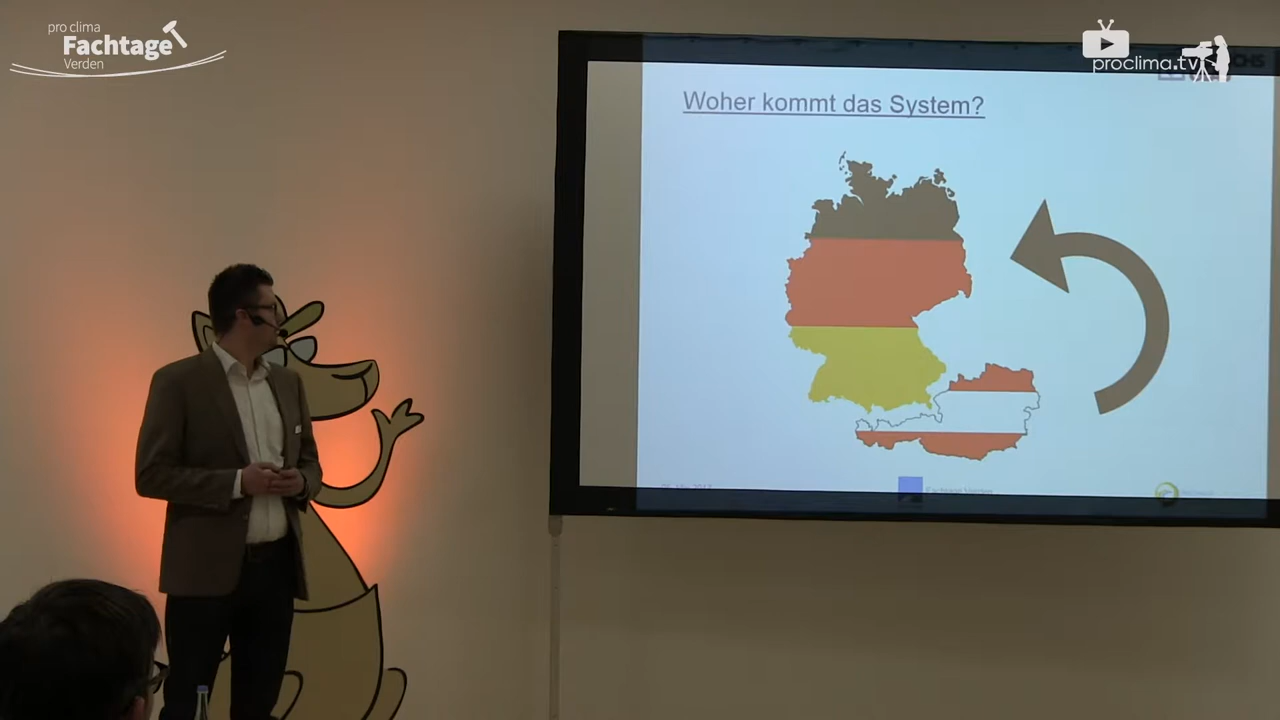 pro clima
Fachtage
Verden
proclima.tv
Woher kommt das System?